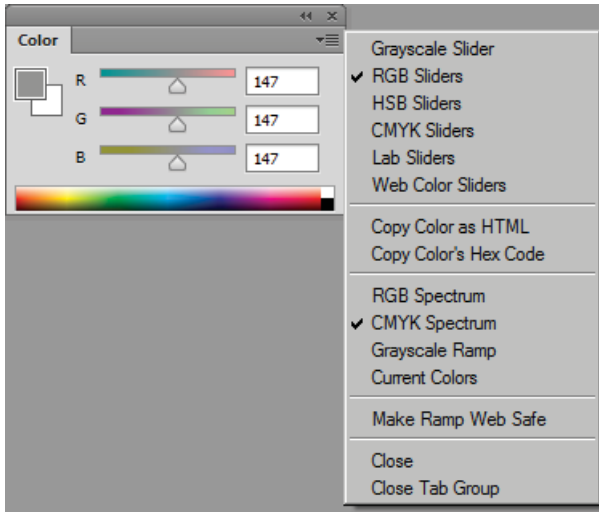 Color
R 147
G 147
B 147
Grayscale Slider
RGB Sliders
HSB Sliders
CMYK Sliders
Lab Sliders
Web Color Sliders
Copy Color as HTML
Copy Color's Hex Code
RGB Spectrum
CMYK Spectrum
Grayscale Ramp
Current Colors
Make Ramp Web Safe
Close
Close Tab Group